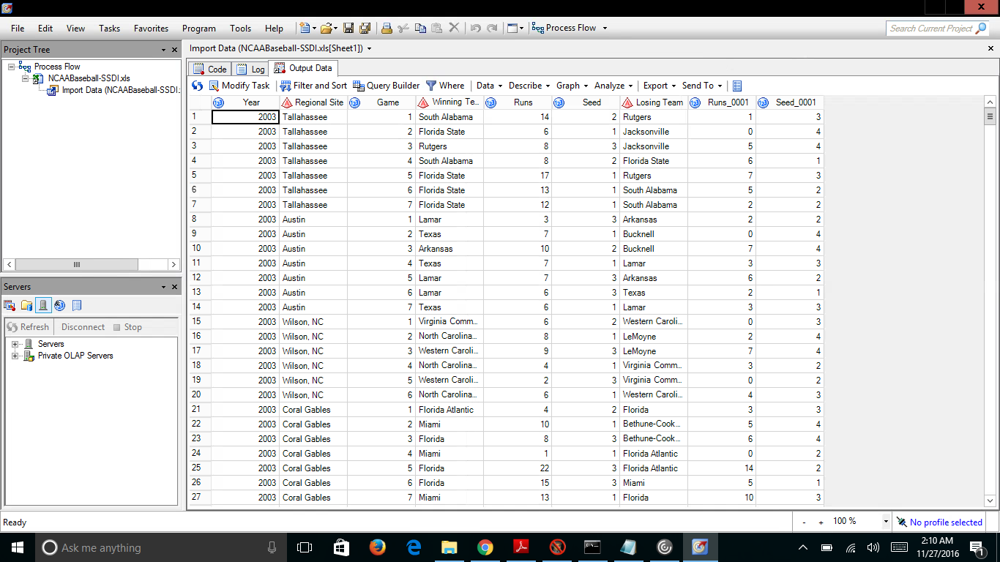 File Edit View Tasks Favorites Program Tools Help Process Flow Search Current Project
Project Tree
Process Flow
NCAABaseball-SSDI.xls
Import Data (NCAABaseball-SSDI.
Servers
Refresh Disconnect Stop
Servers
Private OLAP Servers
Import Data (NCAABaseball-SSDI.xls[Sheet1])
Code Log Output Data
Modify Task Filter and Sort Query Builder Where Data Describe Graph Analyze Export Send To
Year Regional Site Game Winning Te... Runs Seed Losing Team Runs_0001 Seed_0001
1 2003 Tallahassee 1 South Alabama 14 2 Rutgers 1 3
2 2003 Tallahassee 2 Florida State 6 1 Jacksonville 0 4
3 2003 Tallahassee 3 Rutgers 8 3 Jacksonville 5 4
4 2003 Tallahassee 4 South Alabama 8 2 Florida State 6 1
5 2003 Tallahassee 5 Florida State 17 1 Rutgers 7 3
6 2003 Tallahassee 6 Florida State 13 1 South Alabama 5 2
7 2003 Tallahassee 7 Florida State 12 1 South Alabama 2 2
8 2003 Austin 1 Lamar 3 3 Arkansas 2 2
9 2003 Austin 2 Texas 7 1 Bucknell 0 4
10 2003 Austin 3 Arkansas 10 2 Bucknell 7 4
11 2003 Austin 4 Texas 7 1 Lamar 3 3
12 2003 Austin 5 Lamar 7 3 Arkansas 6 2
13 2003 Austin 6 Lamar 6 3 Texas 2 1
14 2003 Austin 7 Texas 6 1 Lamar 3 3
15 2003 Wilson, NC 1 Virginia Comm... 6 2 Western Caroli... 0 3
16 2003 Wilson, NC 2 North Carolina... 8 1 LeMoyne 2 4
17 2003 Wilson, NC 3 Western Caroli... 9 3 LeMoyne 7 4
18 2003 Wilson, NC 4 North Carolina... 4 1 Virginia Comm... 3 2
19 2003 Wilson, NC 5 Western Caroli... 2 3 Virginia Comm... 0 2
20 2003 Wilson, NC 6 North Carolina... 6 1 Western Caroli... 4 3
21 2003 Coral Gables 1 Florida Atlantic 4 2 Florida 3 3
22 2003 Coral Gables 2 Miami 10 1 Bethune-Cook... 5 4
23 2003 Coral Gables 3 Florida 8 3 Bethune-Cook... 6 4
24 2003 Coral Gables 4 Miami 1 1 Florida Atlantic 0 2
25 2003 Coral Gables 5 Florida 22 3 Florida Atlantic 14 2
26 2003 Coral Gables 6 Florida 15 3 Miami 5 1
27 2003 Coral Gables 7 Miami 13 1 Florida 10 3
Ready - + 100 % No profile selected
Ask me anything
2:10 AM
11/27/2016
1